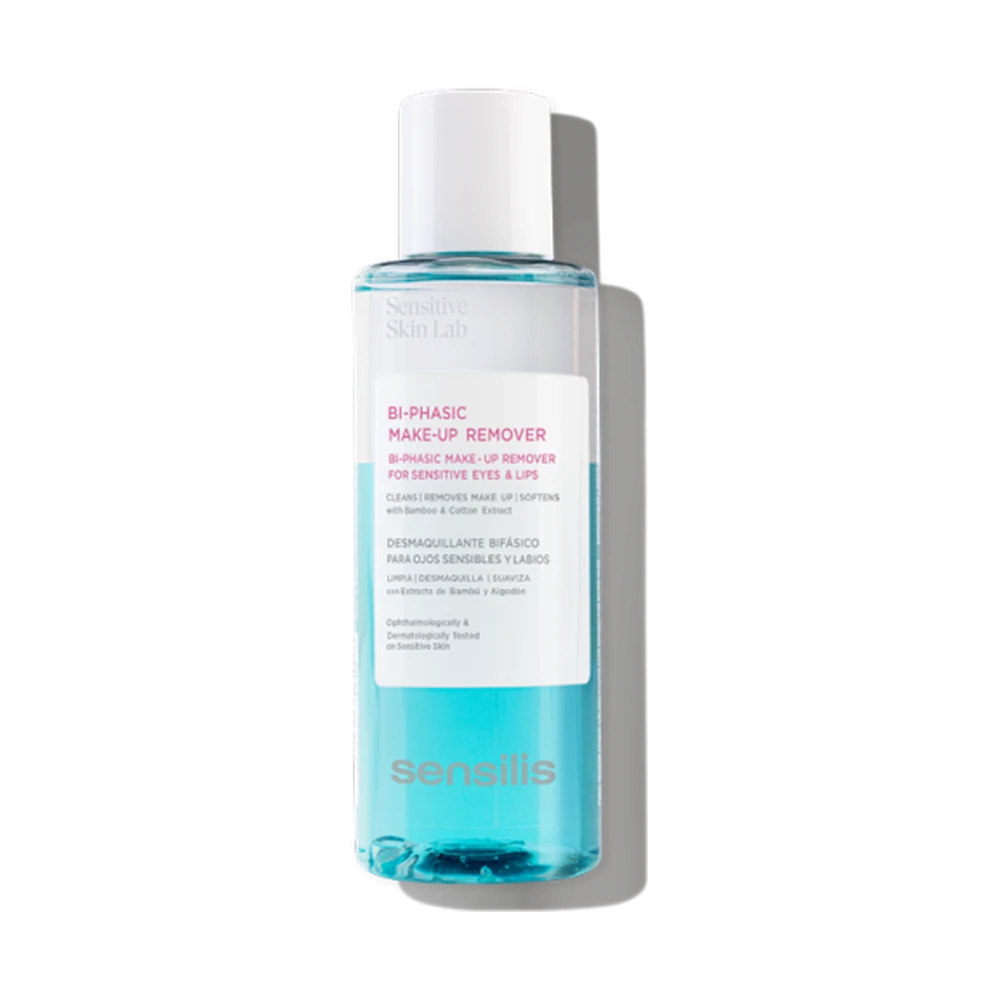 Sensitive
Skin Lab
BI-PHASIC
MAKE-UP REMOVER
BI-PHASIC MAKE-UP REMOVER
FOR SENSITIVE EYES & LIPS
CLEANS | REMOVES MAKE UP | SOFTENS
with Bamboo & Cotton Extract
DESMAQUILLANTE BIFÁSICO
PARA OJOS SENSIBLES Y LABIOS
LIMPIA | DESMAQUILLA | SUAVIZA
con Extracto de Bambú y Algodón
Ophthalmologically &
Dermatologically Tested
on Sensitive Skin
sensilis